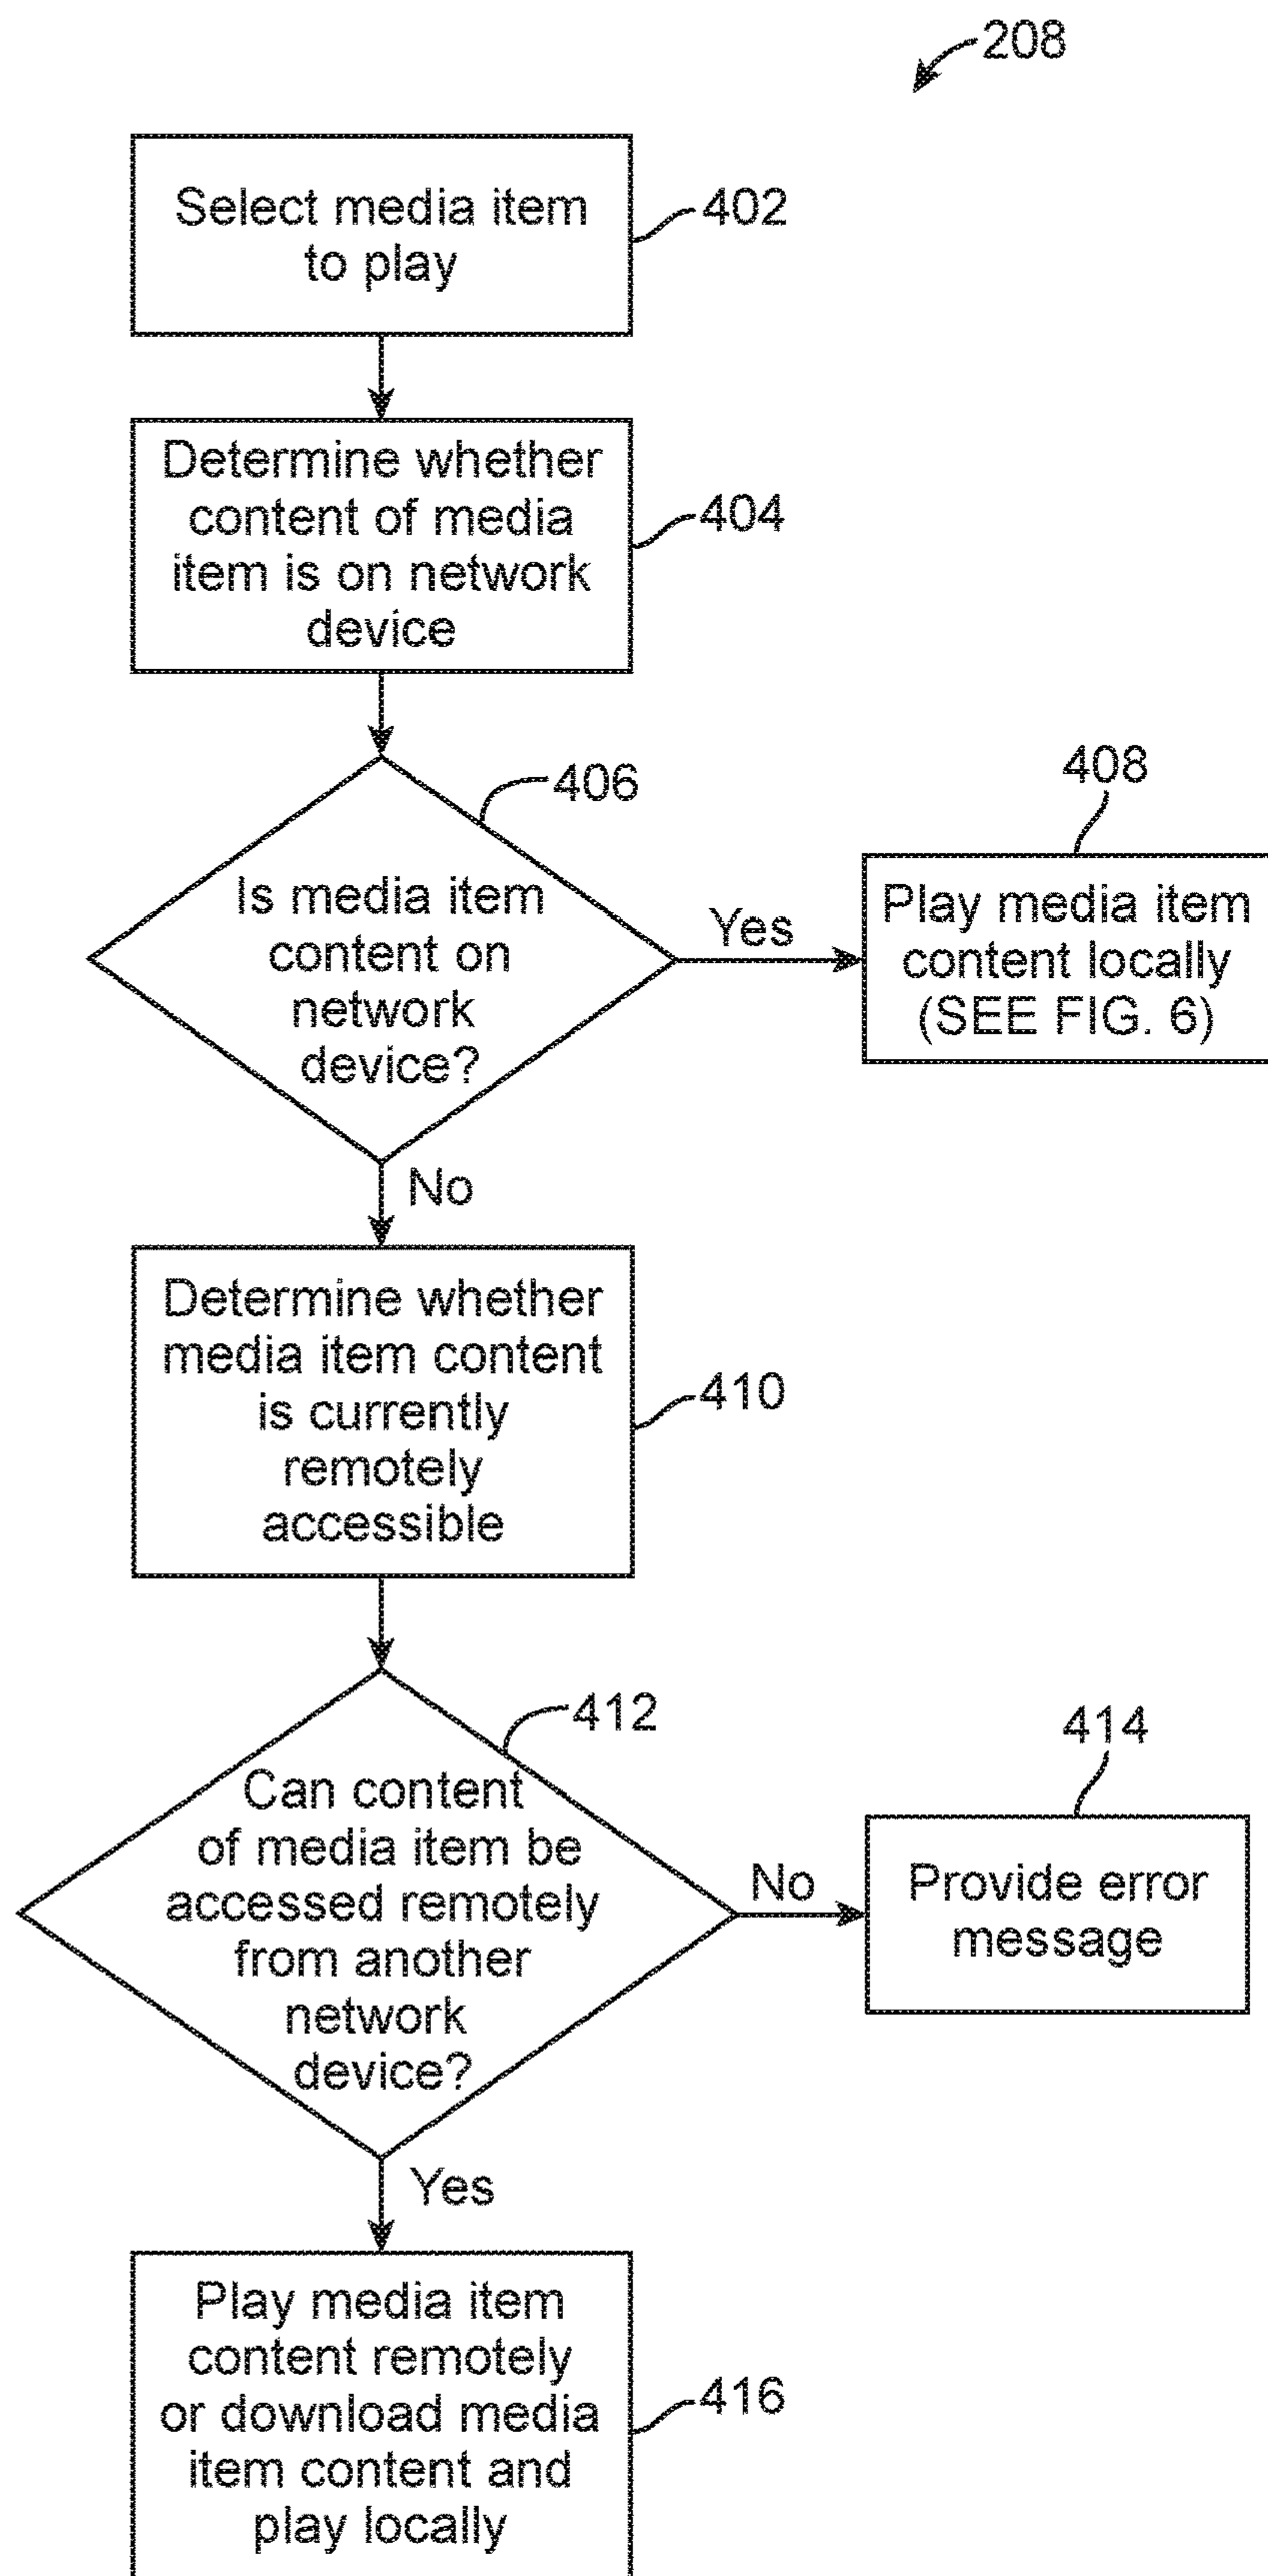 208
Select media item
to play
402
Determine whether
content of media
item is on network
device
404
406
Is media item
content on
network
device?
Yes
408
Play media item
content locally
(SEE FIG. 6)
No
Determine whether
media item content
is currently
remotely
accessible
410
412
Can content
of media item be
accessed remotely
from another
network
device?
No
414
Provide error
message
Yes
Play media item
content remotely
or download media
item content and
play locally
416